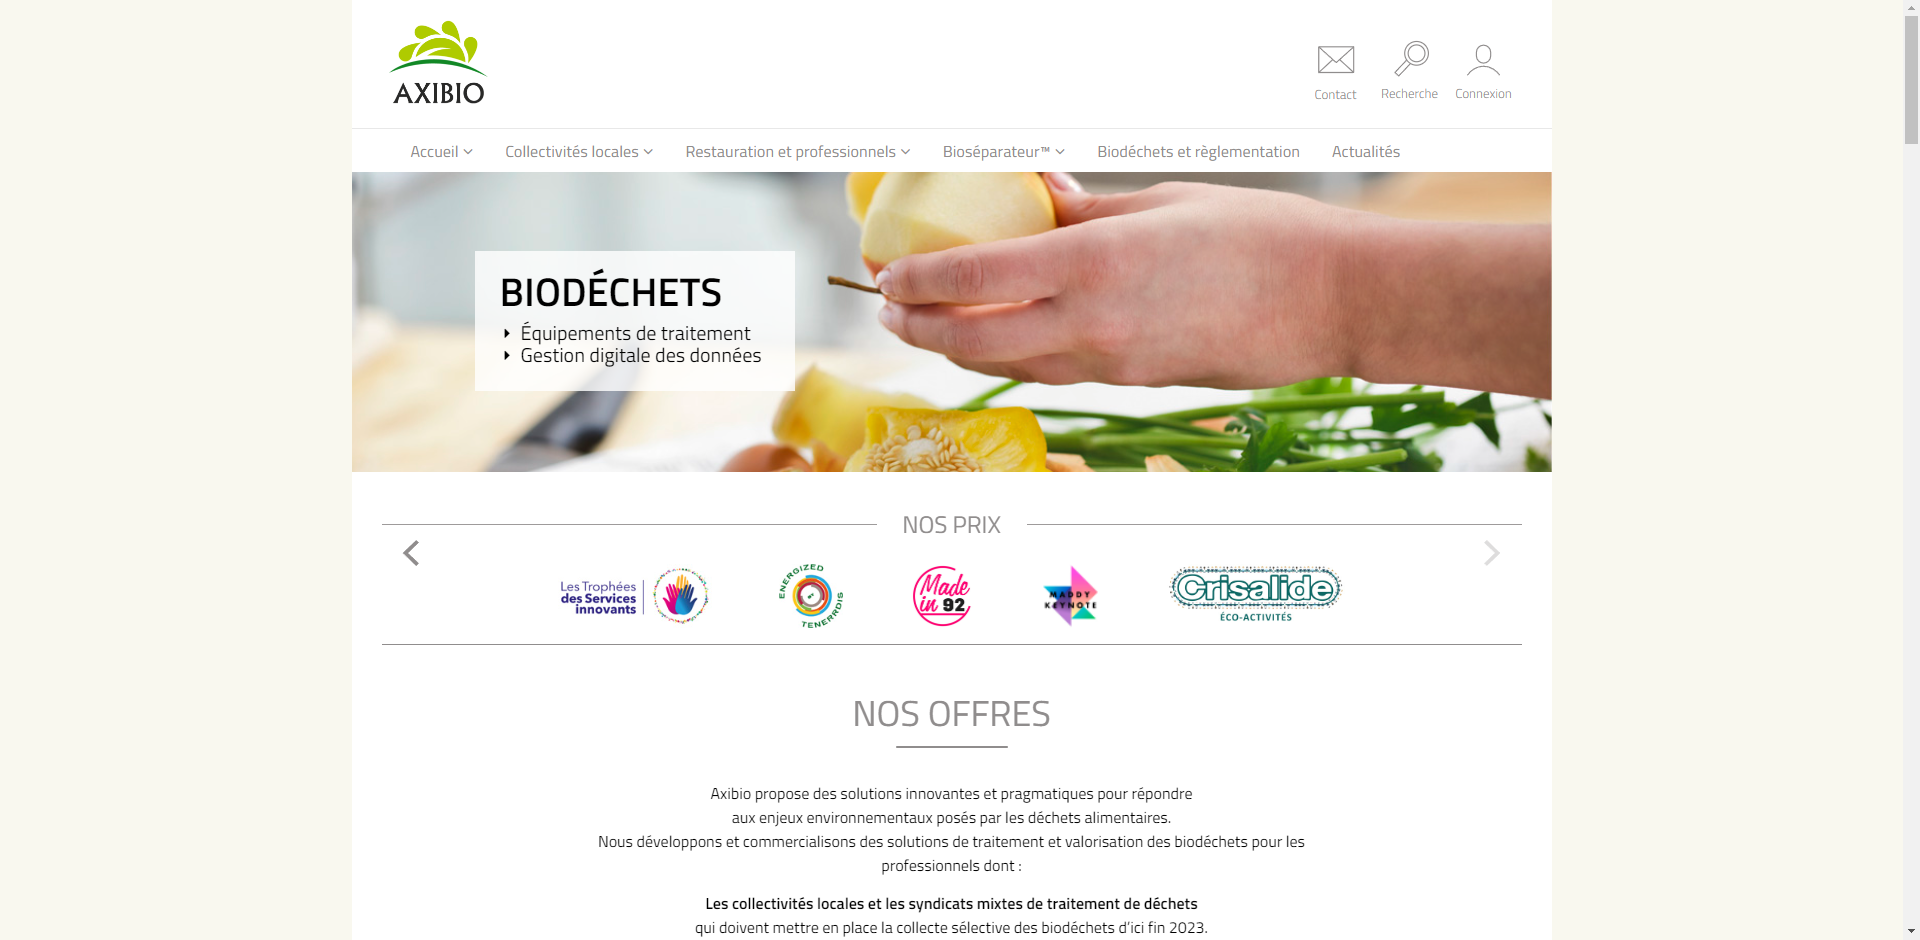 AXIBIO
Contact
Recherche
Connexion
Accueil
Collectivités locales
Restauration et professionnels
Bioséparateur™
Biodéchets et règlementation
Actualités
BIODÉCHETS
Équipements de traitement
Gestion digitale des données
NOS PRIX
Les Trophées
des Services
innovants
ENERGIZED
TENERRDIS
Made
in 92
MADDY
KEYNOTE
Crisalide
ÉCO-ACTIVITÉS
NOS OFFRES
Axibio propose des solutions innovantes et pragmatiques pour répondre
aux enjeux environnementaux posés par les déchets alimentaires.
Nous développons et commercialisons des solutions de traitement et valorisation des biodéchets pour les
professionnels dont :
Les collectivités locales et les syndicats mixtes de traitement de déchets
qui doivent mettre en place la collecte sélective des biodéchets d’ici fin 2023.